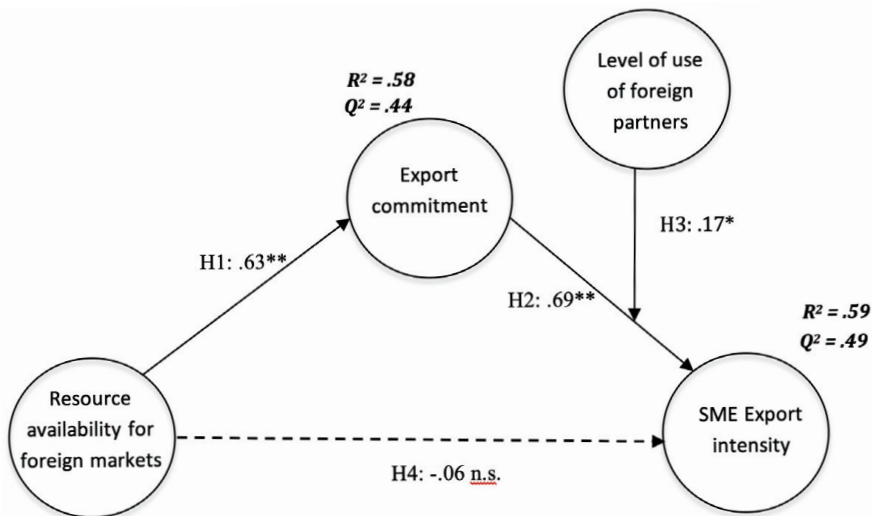 Level of use
of foreign
partners
R² = .58
Q² = .44
Export
commitment
H3: .17*
H1: .63**
H2: .69**
R² = .59
Q² = .49
Resource
availability for
foreign markets
SME Export
intensity
H4: -.06 n.s.